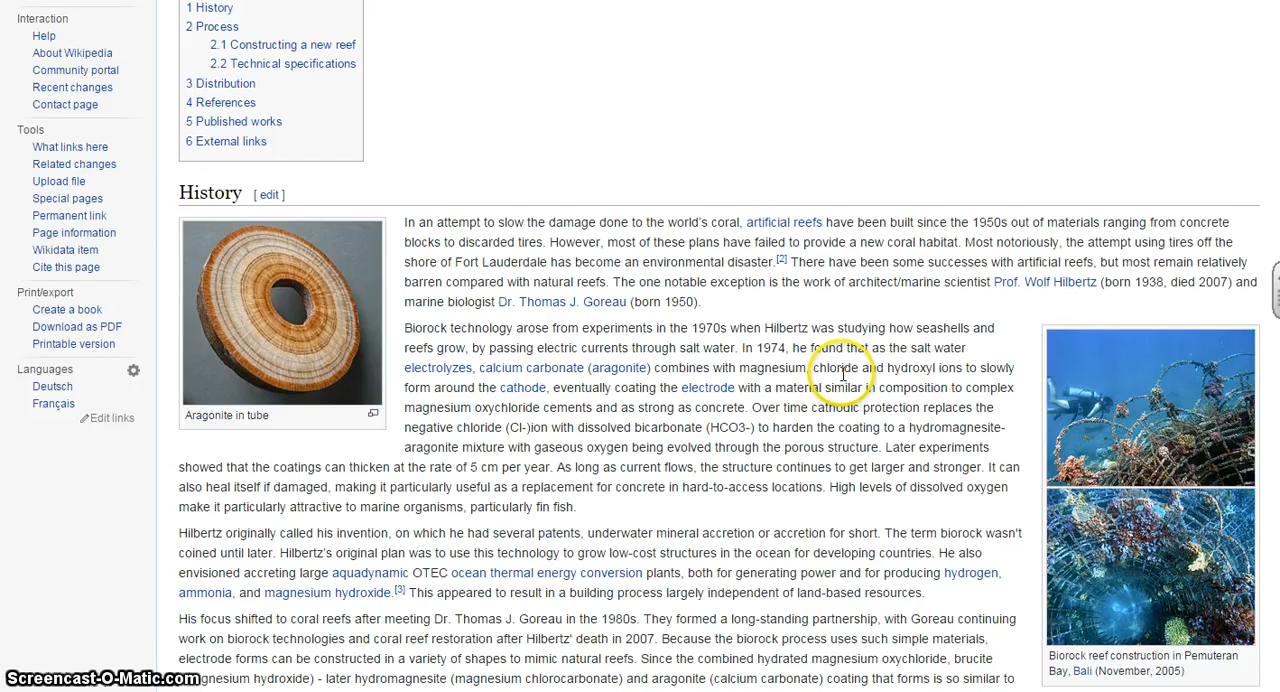 Interaction
Help
About Wikipedia
Community portal
Recent changes
Contact page
Tools
What links here
Related changes
Upload file
Special pages
Permanent link
Page information
Wikidata item
Cite this page
Print/export
Create a book
Download as PDF
Printable version
Languages
Deutsch
Français
Edit links
1 History
2 Process
2.1 Constructing a new reef
2.2 Technical specifications
3 Distribution
4 References
5 Published works
6 External links
History [ edit ]
Aragonite in tube
In an attempt to slow the damage done to the world's coral, artificial reefs have been built since the 1950s out of materials ranging from concrete
blocks to discarded tires. However, most of these plans have failed to provide a new coral habitat. Most notoriously, the attempt using tires off the
shore of Fort Lauderdale has become an environmental disaster.[2] There have been some successes with artificial reefs, but most remain relatively
barren compared with natural reefs. The one notable exception is the work of architect/marine scientist Prof. Wolf Hilbertz (born 1938, died 2007) and
marine biologist Dr. Thomas J. Goreau (born 1950).
Biorock technology arose from experiments in the 1970s when Hilbertz was studying how seashells and
reefs grow, by passing electric currents through salt water. In 1974, he found that as the salt water
electrolyzes, calcium carbonate (aragonite) combines with magnesium, chloride and hydroxyl ions to slowly
form around the cathode, eventually coating the electrode with a material similar in composition to complex
magnesium oxychloride cements and as strong as concrete. Over time cathodic protection replaces the
negative chloride (Cl-)ion with dissolved bicarbonate (HCO3-) to harden the coating to a hydromagnesite-
aragonite mixture with gaseous oxygen being evolved through the porous structure. Later experiments
showed that the coatings can thicken at the rate of 5 cm per year. As long as current flows, the structure continues to get larger and stronger. It can
also heal itself if damaged, making it particularly useful as a replacement for concrete in hard-to-access locations. High levels of dissolved oxygen
make it particularly attractive to marine organisms, particularly fin fish.
Hilbertz originally called his invention, on which he had several patents, underwater mineral accretion or accretion for short. The term biorock wasn't
coined until later. Hilbertz's original plan was to use this technology to grow low-cost structures in the ocean for developing countries. He also
envisioned accreting large aquadynamic OTEC ocean thermal energy conversion plants, both for generating power and for producing hydrogen,
ammonia, and magnesium hydroxide.[3] This appeared to result in a building process largely independent of land-based resources.
His focus shifted to coral reefs after meeting Dr. Thomas J. Goreau in the 1980s. They formed a long-standing partnership, with Goreau continuing
work on biorock technologies and coral reef restoration after Hilbertz' death in 2007. Because the biorock process uses such simple materials,
electrode forms can be constructed in a variety of shapes to mimic natural reefs. Since the combined hydrated magnesium oxychloride, brucite
(magnesium hydroxide) - later hydromagnesite (magnesium chlorocarbonate) and aragonite (calcium carbonate) coating that forms is so similar to
Biorock reef construction in Pemuteran
Bay, Bali (November, 2005)
Screencast-O-Matic.com